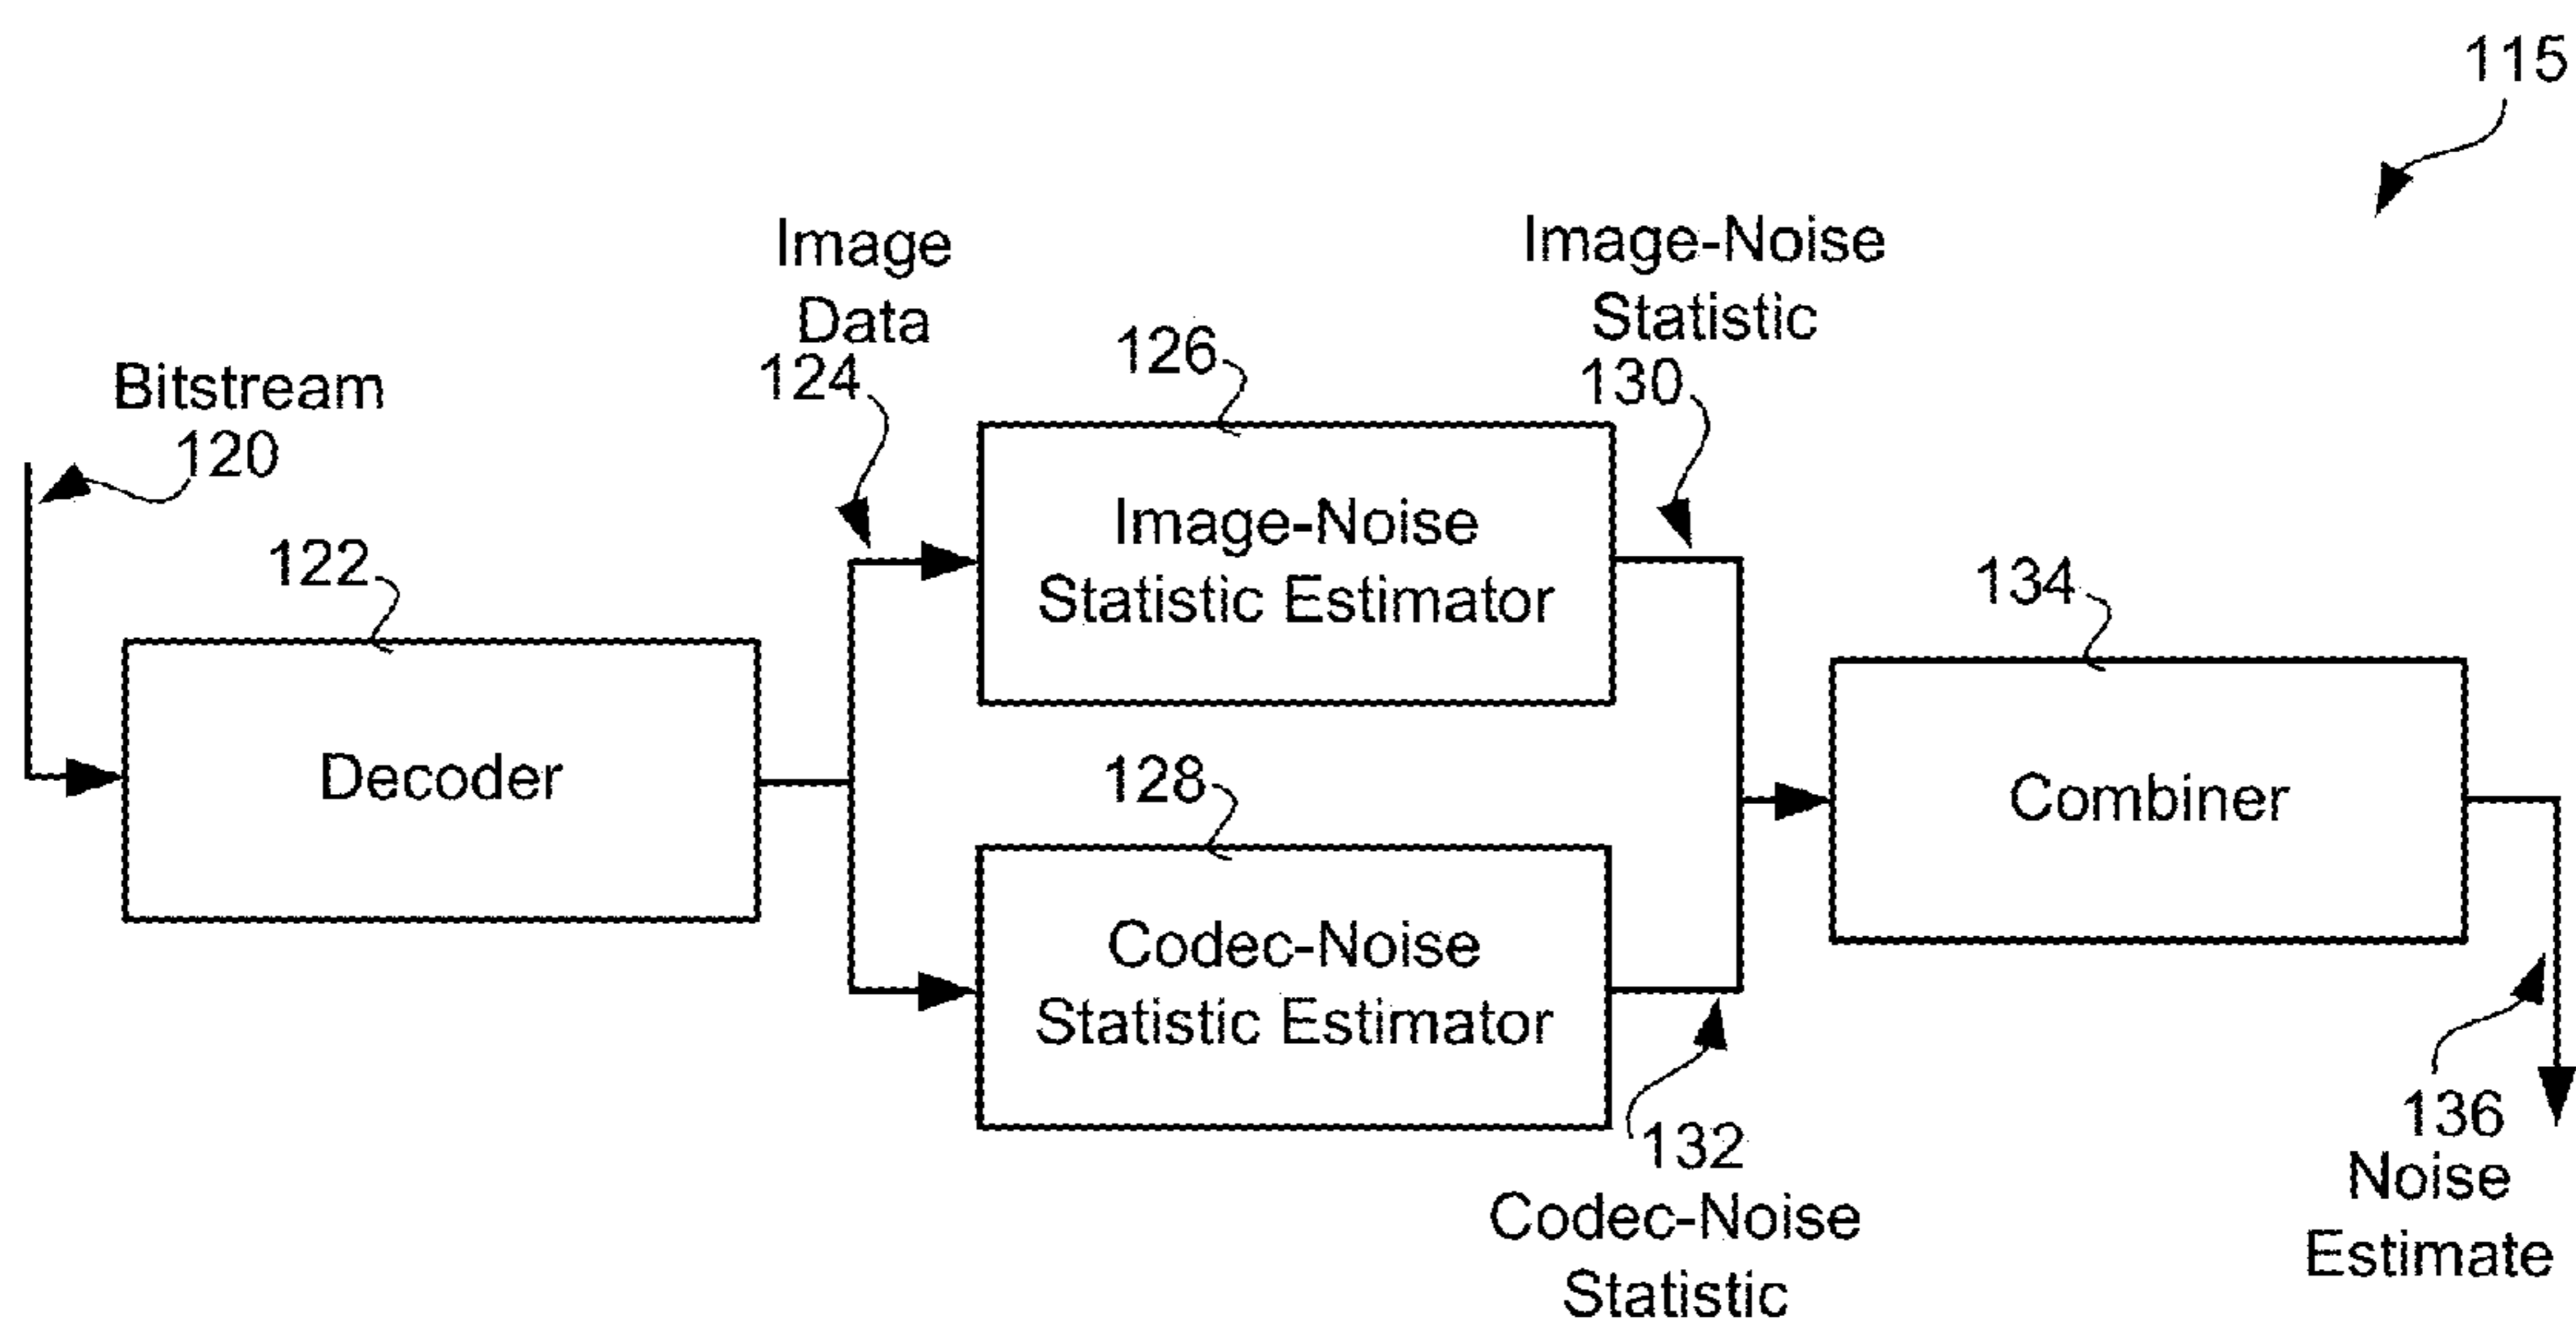 115
Bitstream
120
122
Decoder
Image
Data
124
126
Image-Noise
Statistic Estimator
128
Codec-Noise
Statistic Estimator
Image-Noise
Statistic
130
132
Codec-Noise
Statistic
134
Combiner
136
Noise
Estimate